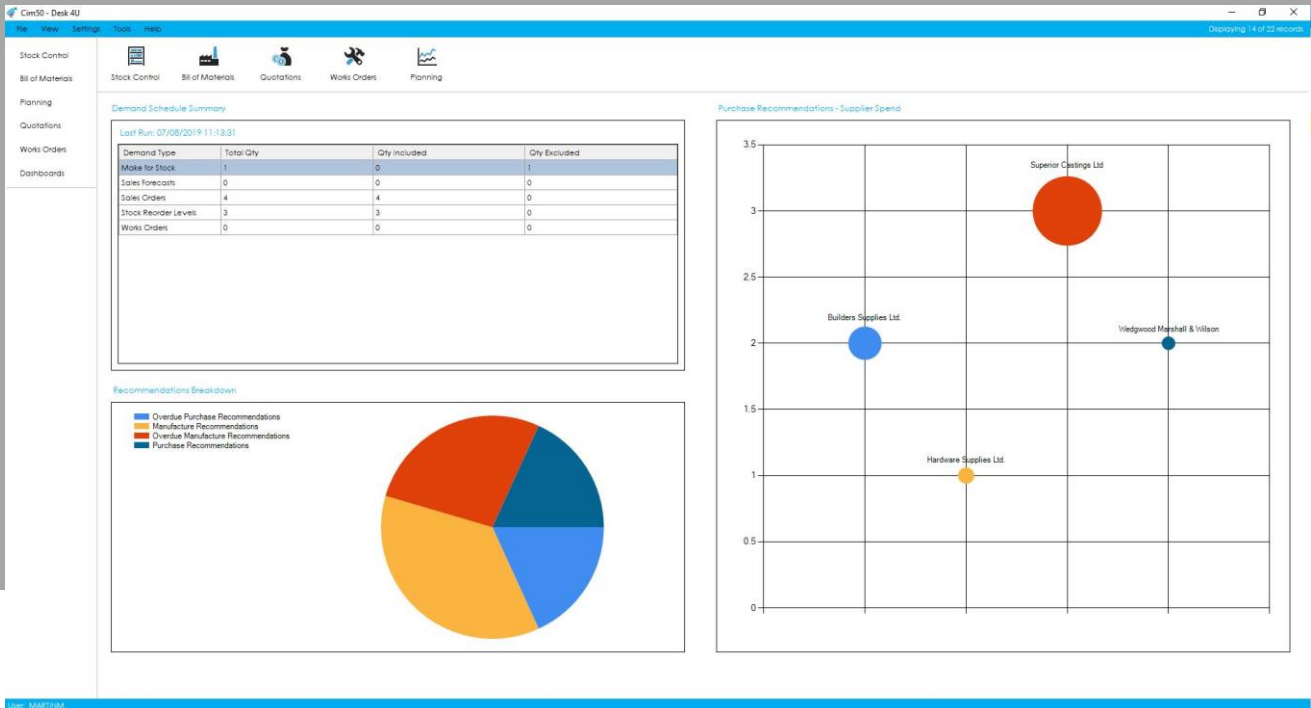 Cim50 - Desk 4U
File View Settings Tools Help Displaying 14 of 22 records
Stock Control
Bill of Materials
Planning
Quotations
Works Orders
Dashboards
Stock Control Bill of Materials Quotations Works Orders Planning
Demand Schedule Summary
Last Run: 07/08/2019 11:13:31
Demand Type Total Qty Qty Included Qty Excluded
Make for Stock 1 0 1
Sales Forecasts 0 0 0
Sales Orders 4 4 0
Stock Reorder Levels 3 3 0
Works Orders 0 0 0
Recommendations Breakdown
Overdue Purchase Recommendations
Manufacture Recommendations
Overdue Manufacture Recommendations
Purchase Recommendations
Purchase Recommendations - Supplier Spend
3.5
Superior Castings Ltd
3
2.5
Builders Supplies Ltd.
Wedgwood Marshall & Wilson
2
1.5
Hardware Supplies Ltd.
1
0.5
0
User: MARTINM